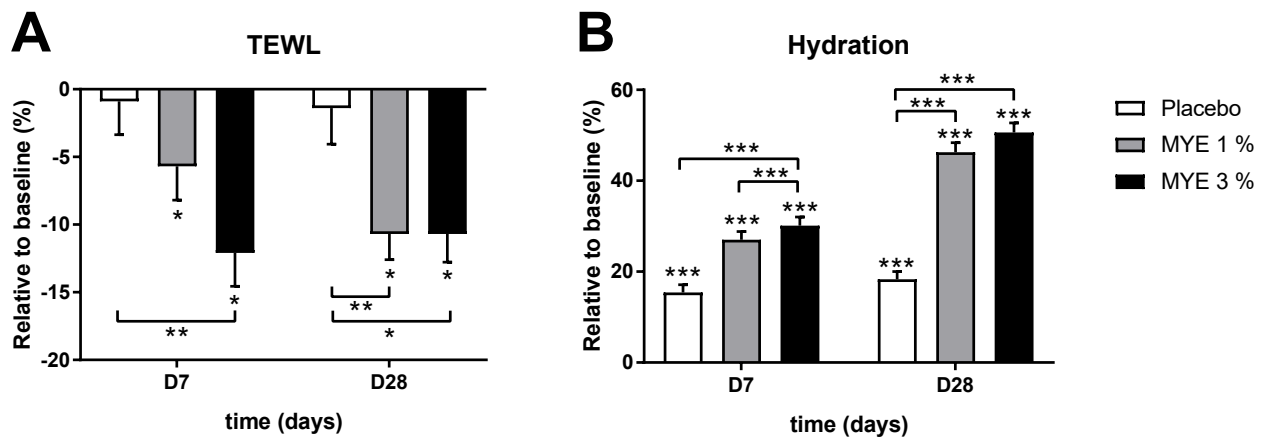 A
TEWL
Relative to baseline (%)
0
-5
-10
-15
-20
*
*
**
*
*
**
*
D7
D28
time (days)
B
Hydration
Relative to baseline (%)
60
40
20
0
***
***
***
***
***
***
***
***
***
***
D7
D28
time (days)
Placebo
MYE 1 %
MYE 3 %